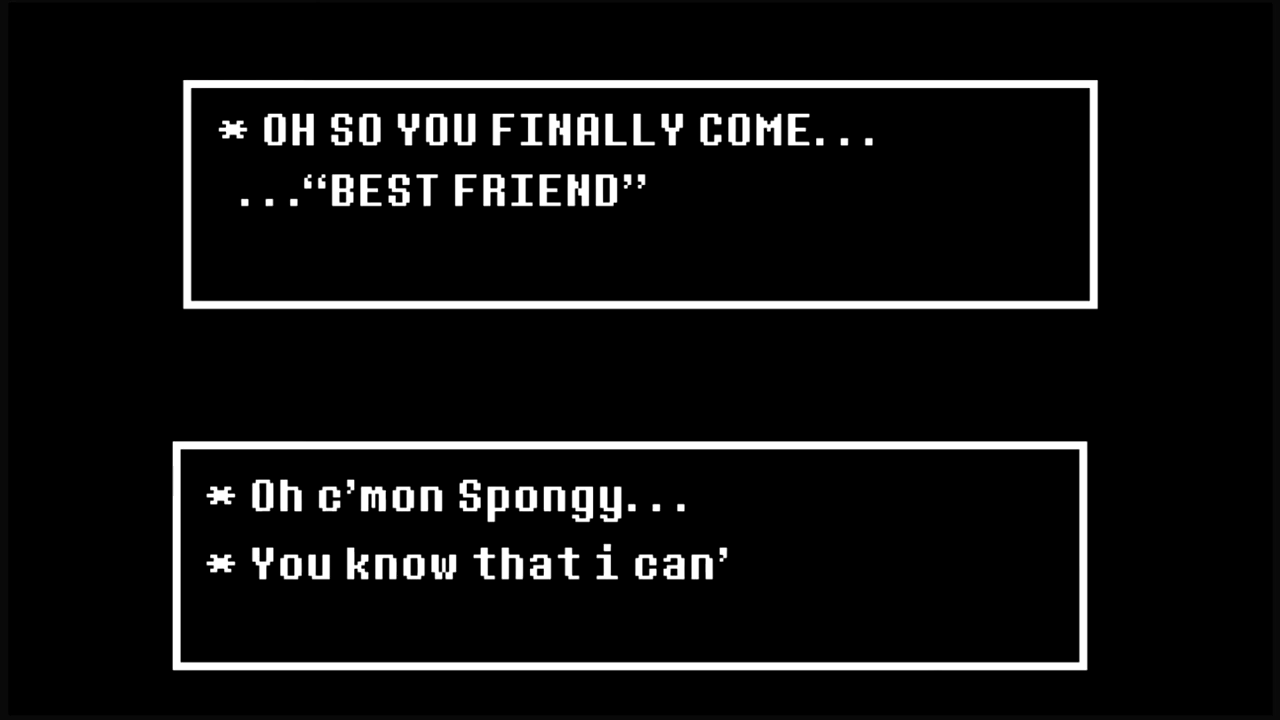 * OH SO YOU FINALLY COME...
...“BEST FRIEND”
* Oh c’mon Spongy...
* You know that i can’